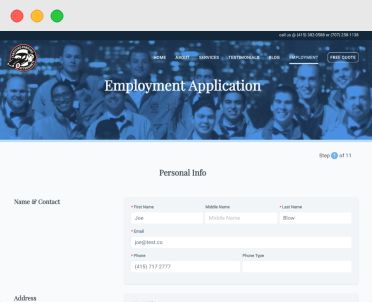 call us @ (415) 382-0588 or (707) 258-1138
HOME ABOUT SERVICES TESTIMONIALS BLOG EMPLOYMENT FREE QUOTE
Employment Application
Step 1 of 11
Personal Info
Name & Contact
* First Name Middle Name * Last Name
Joe Middle Name Blow
* Email
joe@test.co
* Phone Phone Type
(415) 717-2777
Address